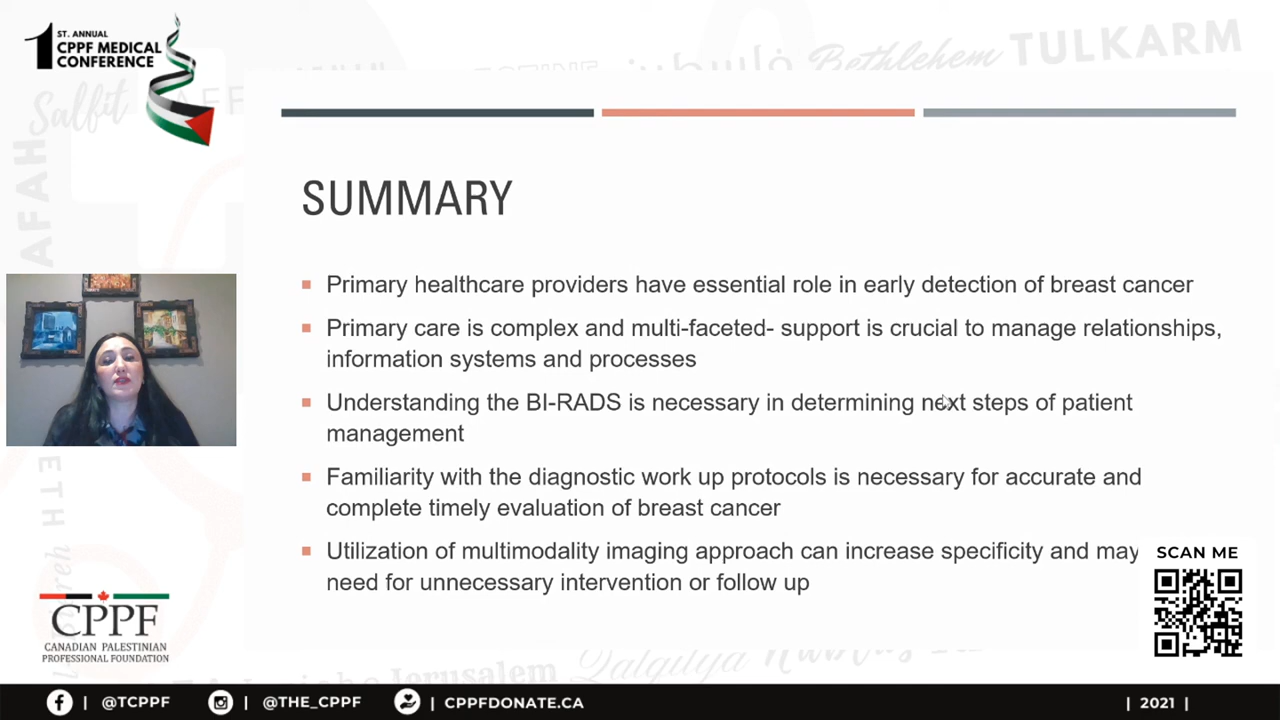 ST. ANNUAL
1 CPPF MEDICAL
CONFERENCE
Salfit
فلسطين
Bethlehem
TULKARM
SUMMARY
Primary healthcare providers have essential role in early detection of breast cancer
Primary care is complex and multi-faceted- support is crucial to manage relationships,
information systems and processes
Understanding the BI-RADS is necessary in determining next steps of patient
management
Familiarity with the diagnostic work up protocols is necessary for accurate and
complete timely evaluation of breast cancer
Utilization of multimodality imaging approach can increase specificity and may
need for unnecessary intervention or follow up
SCAN ME
CPPF
CANADIAN PALESTINIAN
PROFESSIONAL FOUNDATION
Jerusalem
Qalqilya
| @TCPPF
| @THE_CPPF
| CPPFDONATE.CA
| 2021 |